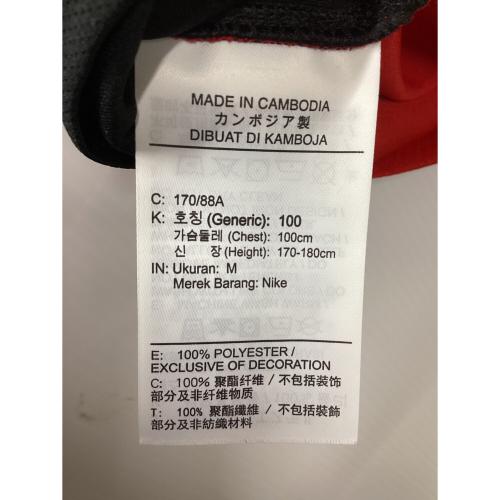 MADE IN CAMBODIA
カンボジア製
DIBUAT DI KAMBOJA
C: 170/88A
K: 호칭 (Generic): 100
가슴둘레 (Chest): 100cm
신 장 (Height): 170-180cm
IN: Ukuran: M
Merek Barang: Nike
E: 100% POLYESTER /
EXCLUSIVE OF DECORATION
C: 100% 聚酯纤维 / 不包括装饰
部分及非纤维物质
T: 100% 聚酯纖維 / 不包括裝飾
部分及非紡織材料